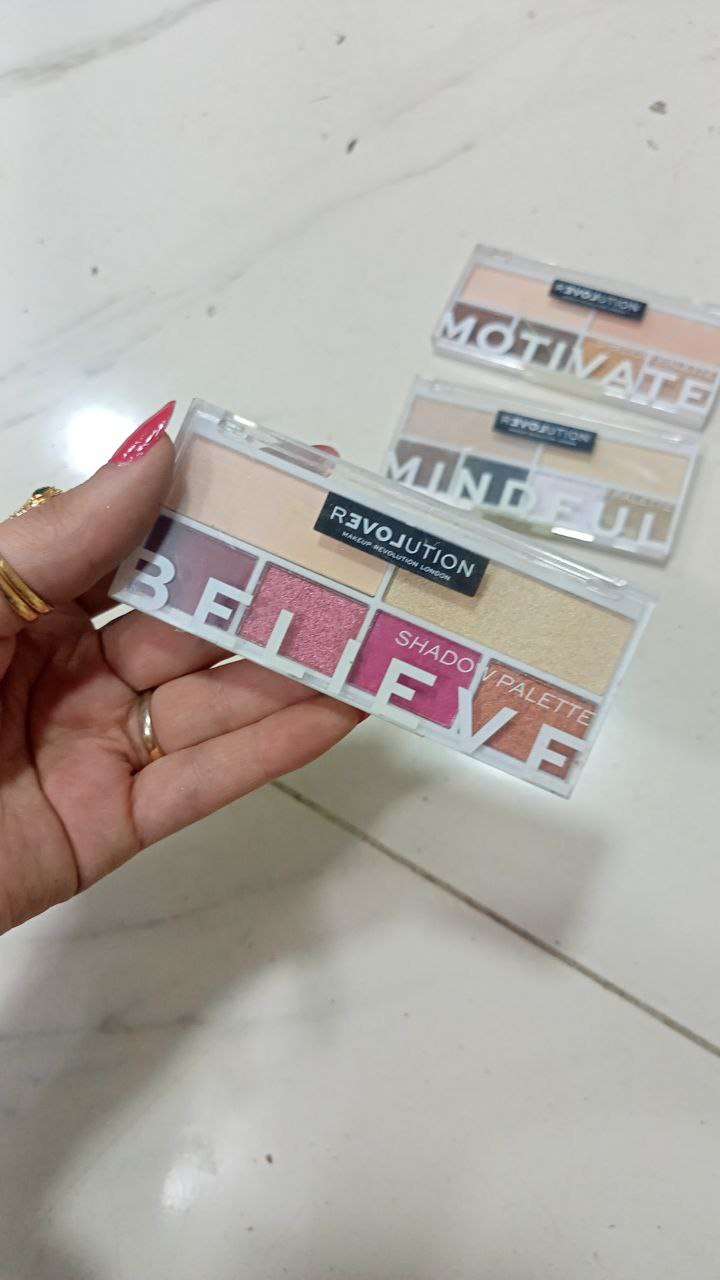 REVOLUTION
MOTIVATE
REVOLUTION
MINDFUL
REVOLUTION
MAKEUP REVOLUTION LONDON
SHADOW PALETTE
BELIEVE